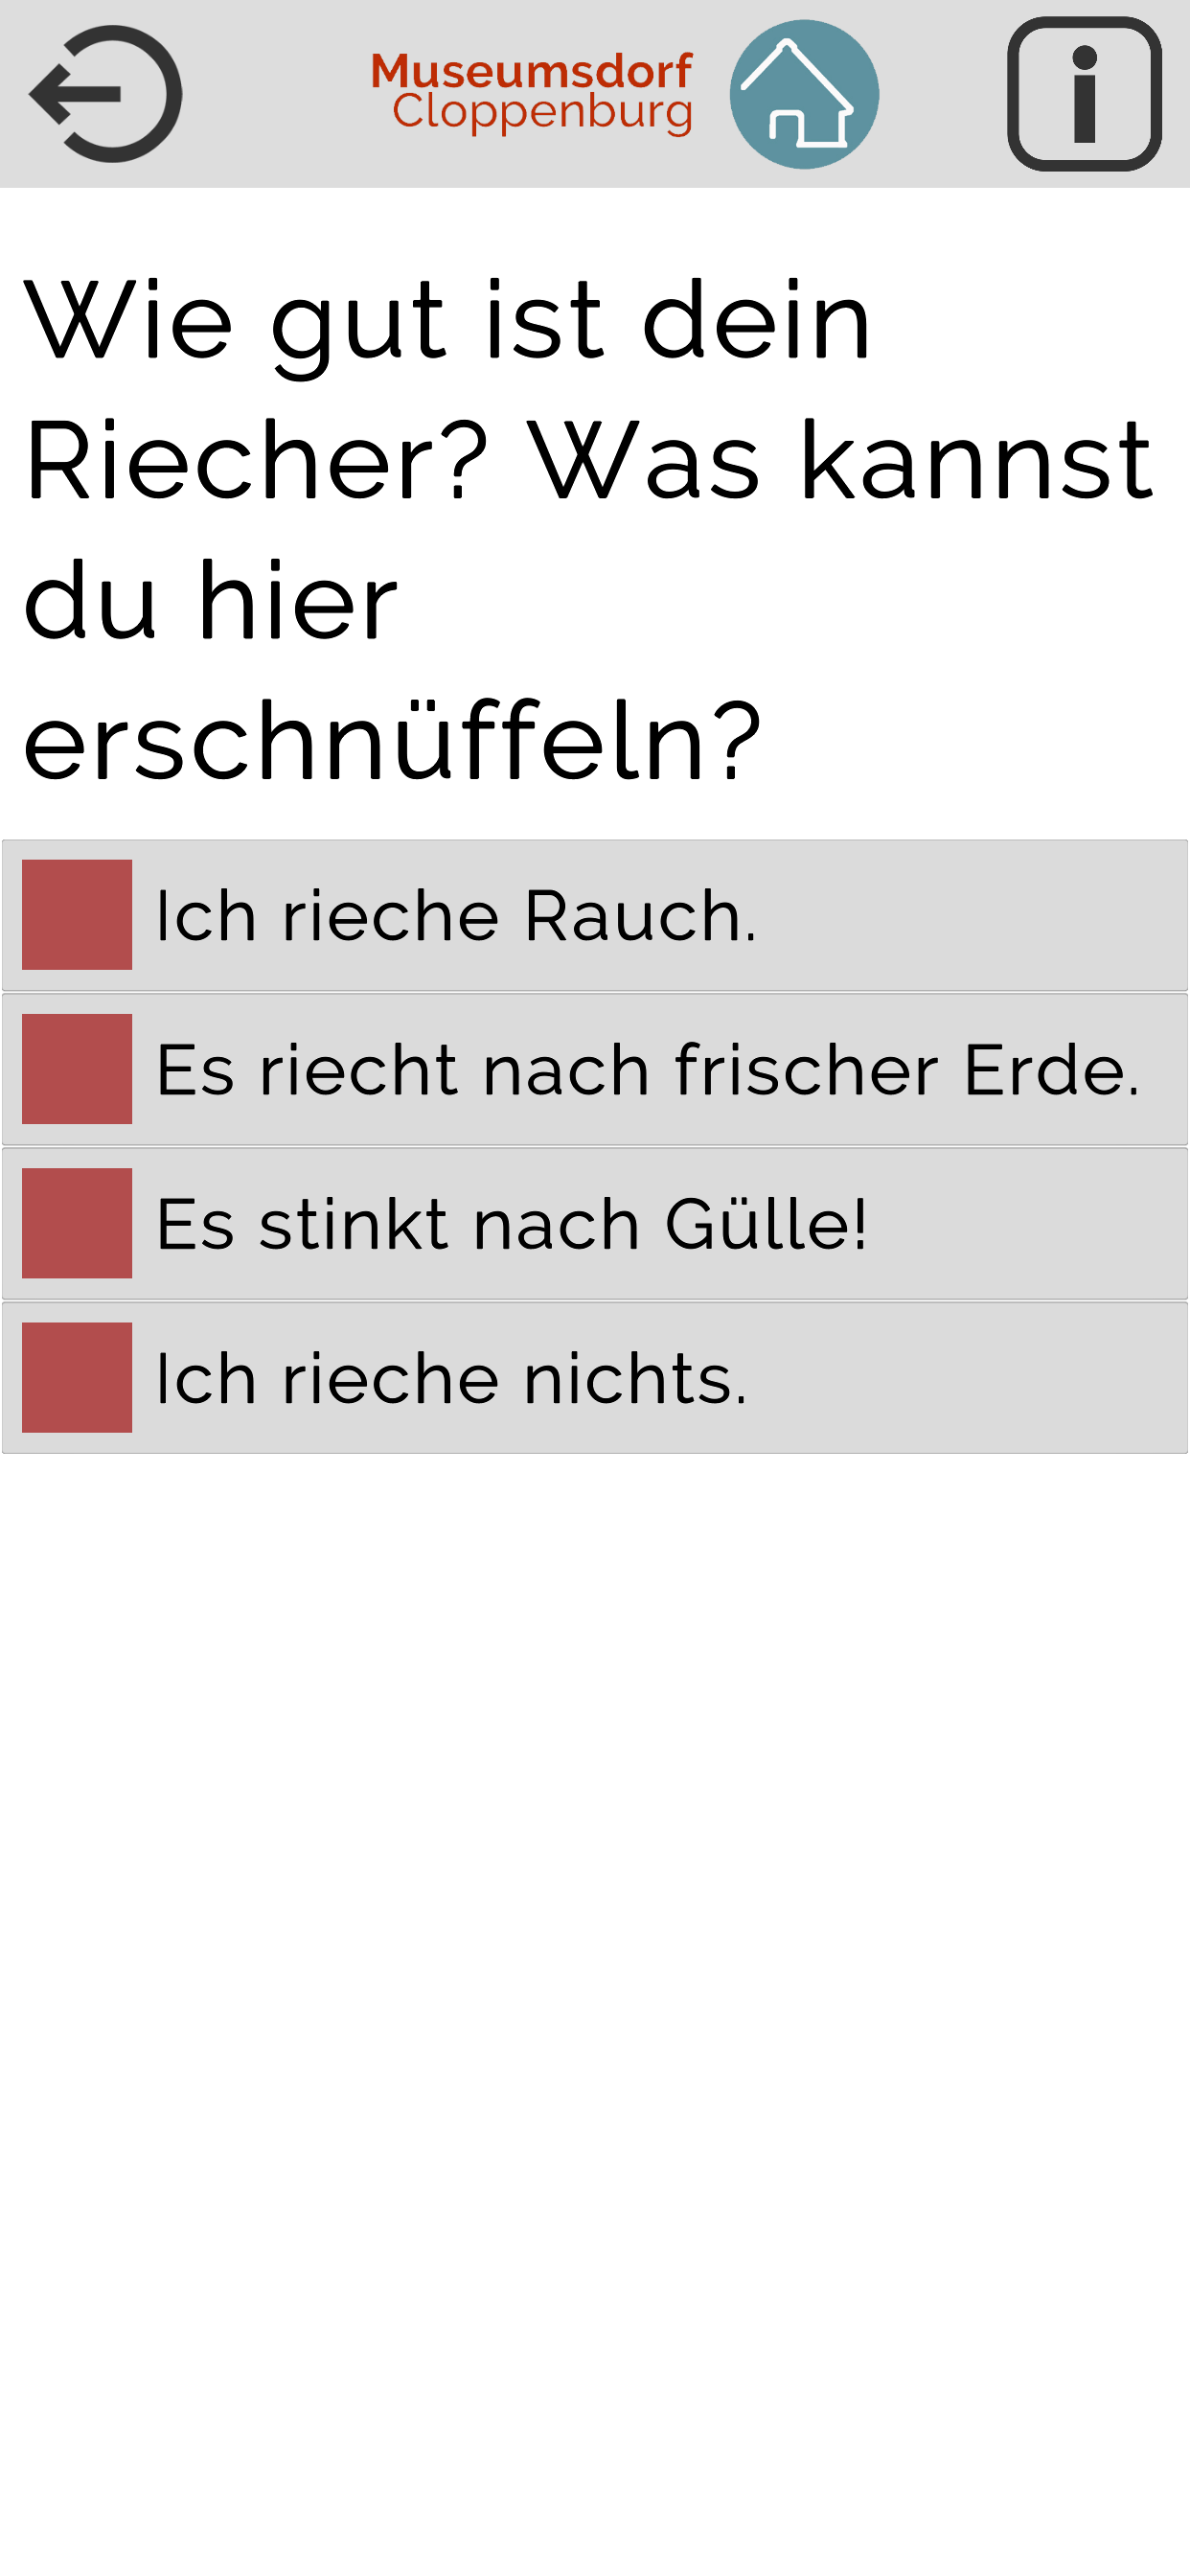 Museumsdorf
Cloppenburg
Wie gut ist dein
Riecher? Was kannst
du hier
erschnüffeln?
Ich rieche Rauch.
Es riecht nach frischer Erde.
Es stinkt nach Gülle!
Ich rieche nichts.